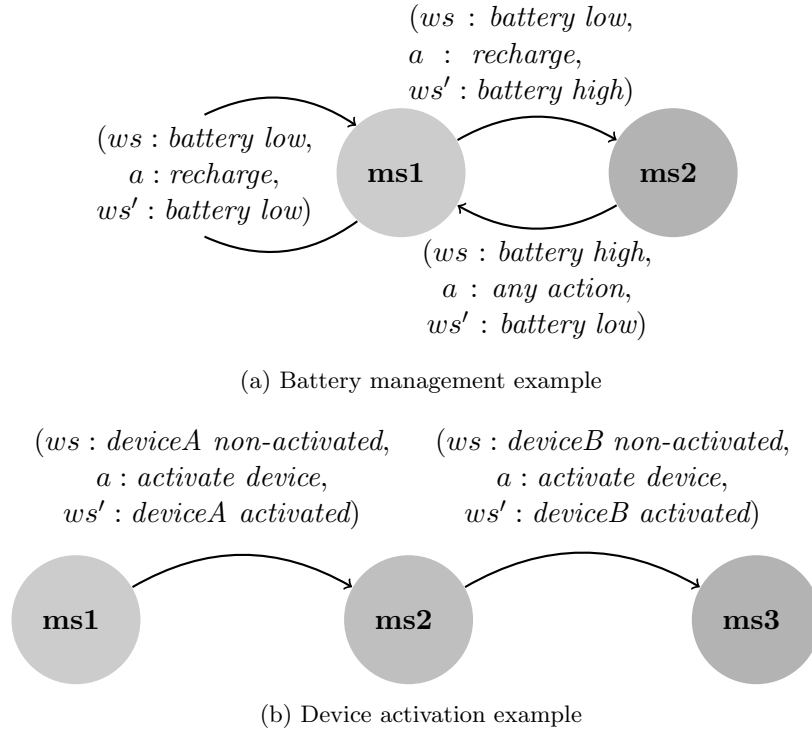 (ws : battery low,
a : recharge,
ws′ : battery high)
(ws : battery low,
a : recharge,
ws′ : battery low)
ms1
ms2
(ws : battery high,
a : any action,
ws′ : battery low)
(a) Battery management example
(ws : deviceA non-activated,
a : activate device,
ws′ : deviceA activated)
(ws : deviceB non-activated,
a : activate device,
ws′ : deviceB activated)
ms1
ms2
ms3
(b) Device activation example